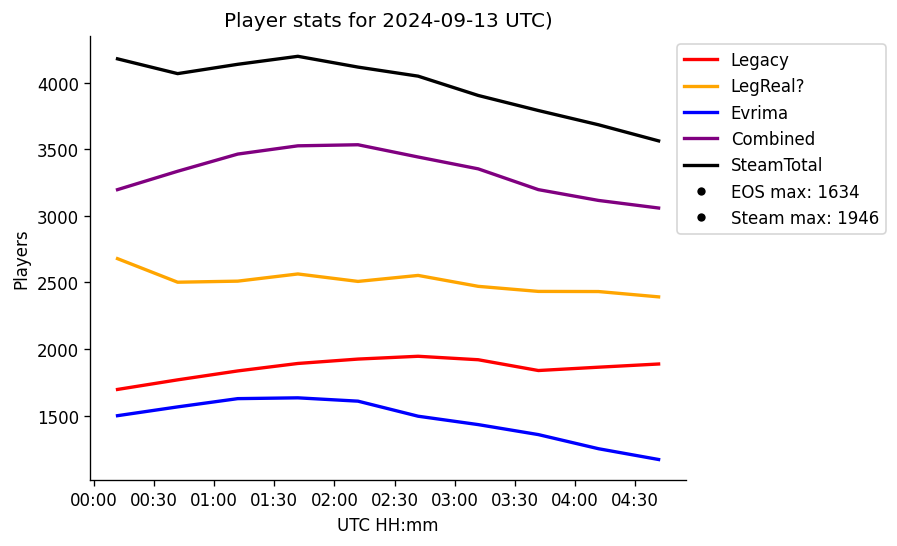 Player stats for 2024-09-13 UTC)
Legacy
LegReal?
Evrima
Combined
SteamTotal
EOS max: 1634
Steam max: 1946
Players
4000
3500
3000
2500
2000
1500
00:00 00:30 01:00 01:30 02:00 02:30 03:00 03:30 04:00 04:30
UTC HH:mm